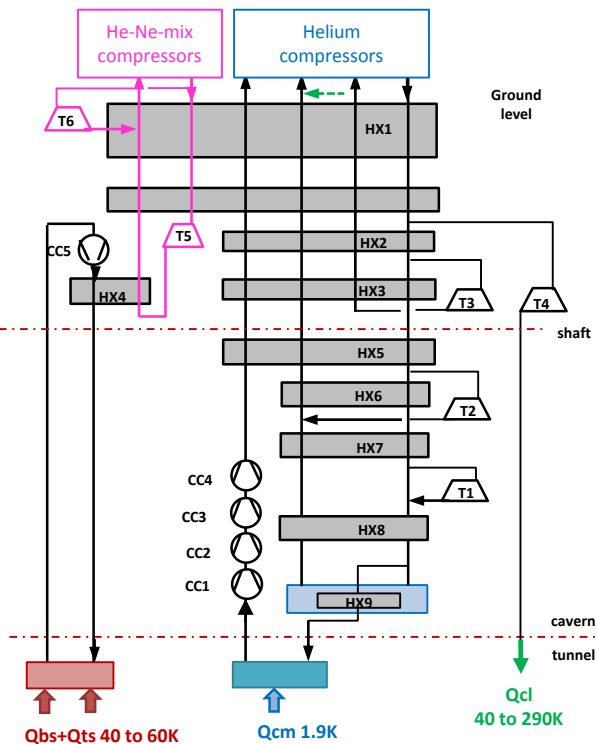 He-Ne-mix
compressors
Helium
compressors
Ground
level
T6
HX1
T5
CC5
HX2
HX4
HX3
T3
T4
shaft
HX5
HX6
T2
HX7
CC4
T1
CC3
HX8
CC2
CC1
HX9
cavern
tunnel
Qbs+Qts 40 to 60K
Qcm 1.9K
Qcl
40 to 290K